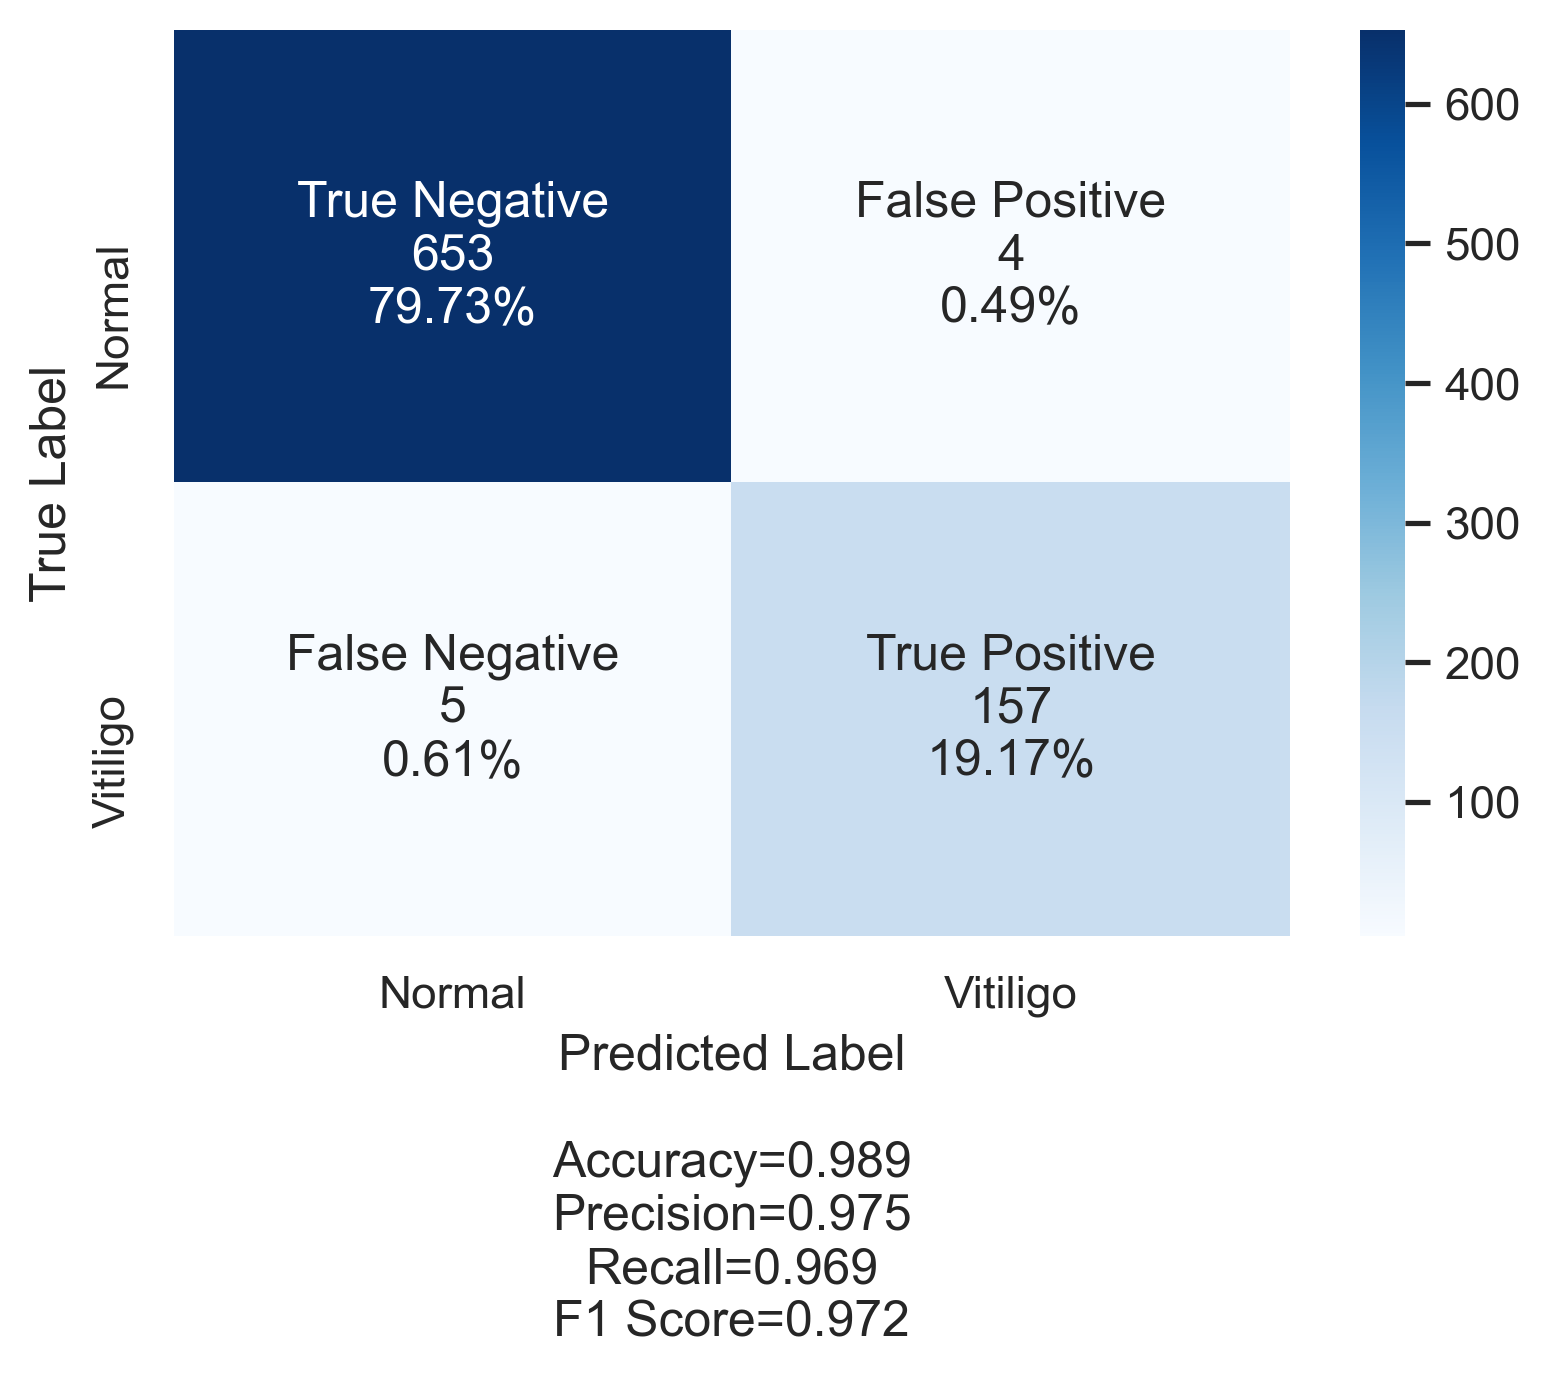 True Label
Normal
Vitiligo
True Negative
653
79.73%
False Positive
4
0.49%
False Negative
5
0.61%
True Positive
157
19.17%
600
500
400
300
200
100
Normal
Vitiligo
Predicted Label
Accuracy=0.989
Precision=0.975
Recall=0.969
F1 Score=0.972